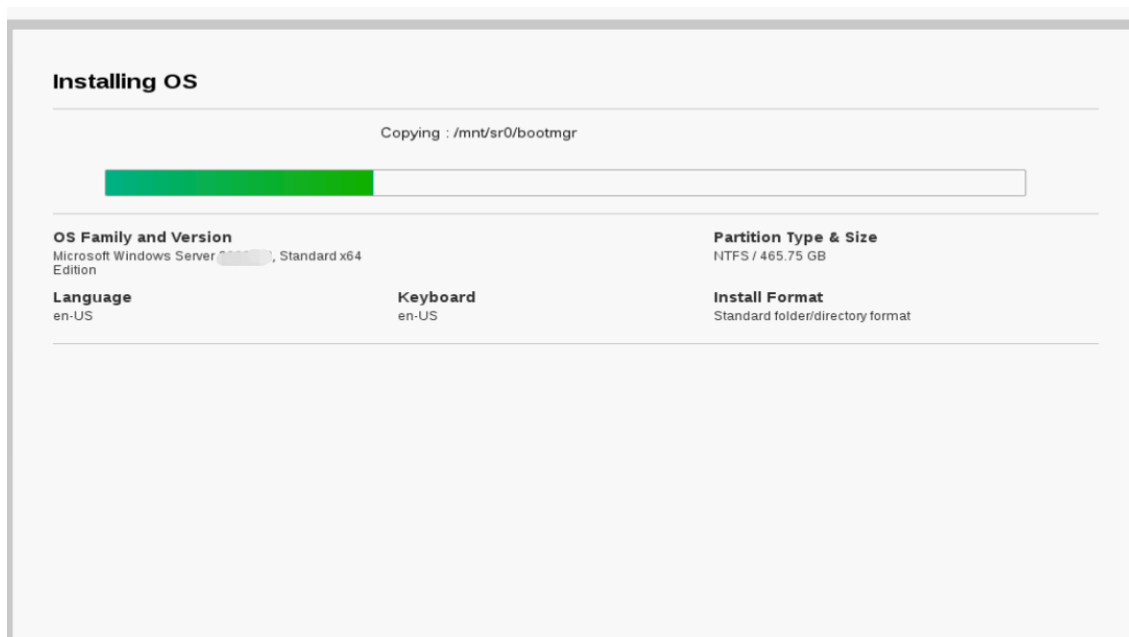 Installing OS
Copying : /mnt/sr0/bootmgr
OS Family and Version
Microsoft Windows Server , Standard x64
Edition
Partition Type & Size
NTFS / 465.75 GB
Language
en-US
Keyboard
en-US
Install Format
Standard folder/directory format